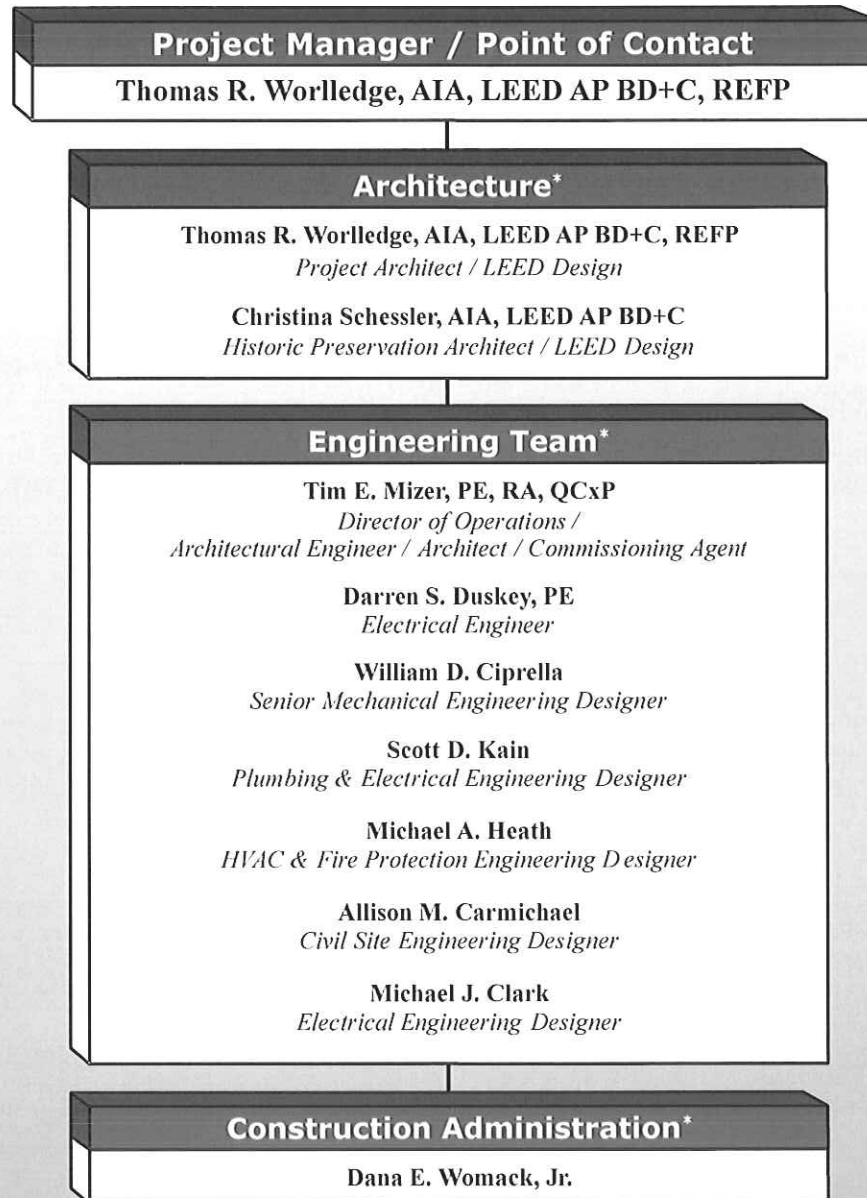 Project Manager / Point of Contact
Thomas R. Worlledge, AIA, LEED AP BD+C, REFP
Architecture*
Thomas R. Worlledge, AIA, LEED AP BD+C, REFP
Project Architect / LEED Design
Christina Schessler, AIA, LEED AP BD+C
Historic Preservation Architect / LEED Design
Engineering Team*
Tim E. Mizer, PE, RA, QCxP
Director of Operations /
Architectural Engineer / Architect / Commissioning Agent
Darren S. Duskey, PE
Electrical Engineer
William D. Ciprella
Senior Mechanical Engineering Designer
Scott D. Kain
Plumbing & Electrical Engineering Designer
Michael A. Heath
HVAC & Fire Protection Engineering Designer
Allison M. Carmichael
Civil Site Engineering Designer
Michael J. Clark
Electrical Engineering Designer
Construction Administration*
Dana E. Womack, Jr.